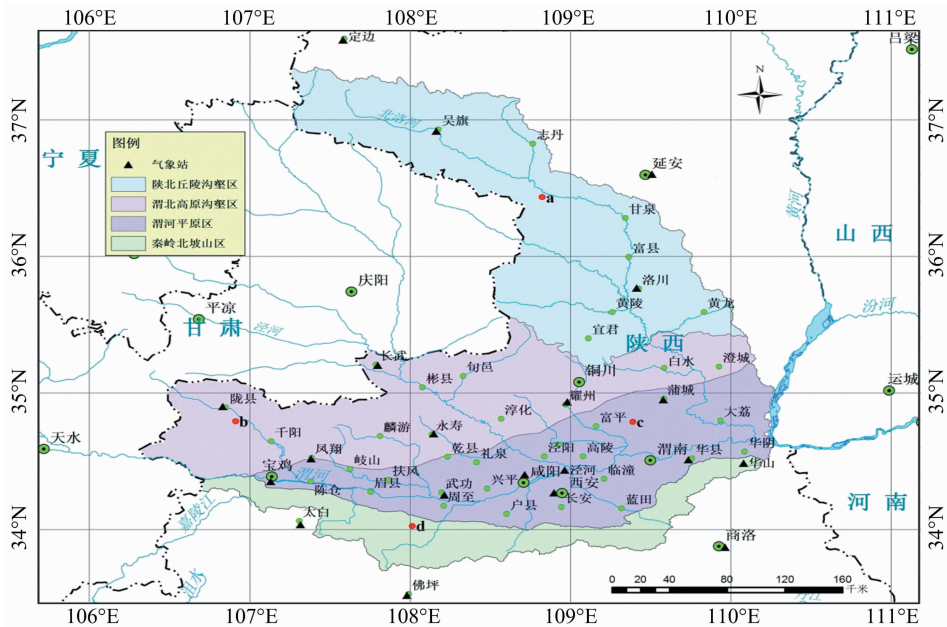 106°E 107°E 108°E 109°E 110°E 111°E
定边
吕梁
N
37°N 37°N
北洛河
吴旗
志丹
图例
气象站
陕北丘陵沟壑区
渭北高原沟壑区
渭河平原区
秦岭北坡山区
宁夏
延安
a
甘泉
黄河
山西
富县
36°N 36°N
洛川
庆阳
黄陵
黄龙
汾河
平凉
甘肃
泾河
宜君
陕西
长武
旬邑
彬县
铜川
白水
澄城
运城
35°N 35°N
陇县
b
淳化
耀州
蒲城
富平
c
大荔
天水
千阳
麟游
永寿
凤翔
乾县
礼泉
泾阳
高陵
渭南
华县
华阴
华山
宝鸡
渭河
岐山
扶风
陈仓
眉县
武功
周至
兴平
咸阳
泾河
西安
临潼
长安
户县
蓝田
河南
嘉陵江
太白
34°N 34°N
d
商洛
佛坪
0 20 40 80 120 160
千米
丹江
106°E 107°E 108°E 109°E 110°E 111°E